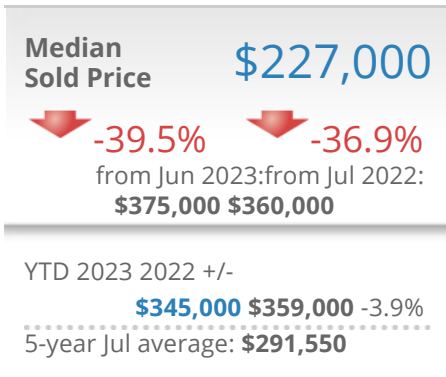 Median
Sold Price
$227,000
-39.5% -36.9%
from Jun 2023:from Jul 2022:
$375,000 $360,000
YTD 2023 2022 +/-
$345,000 $359,000 -3.9%
5-year Jul average: $291,550